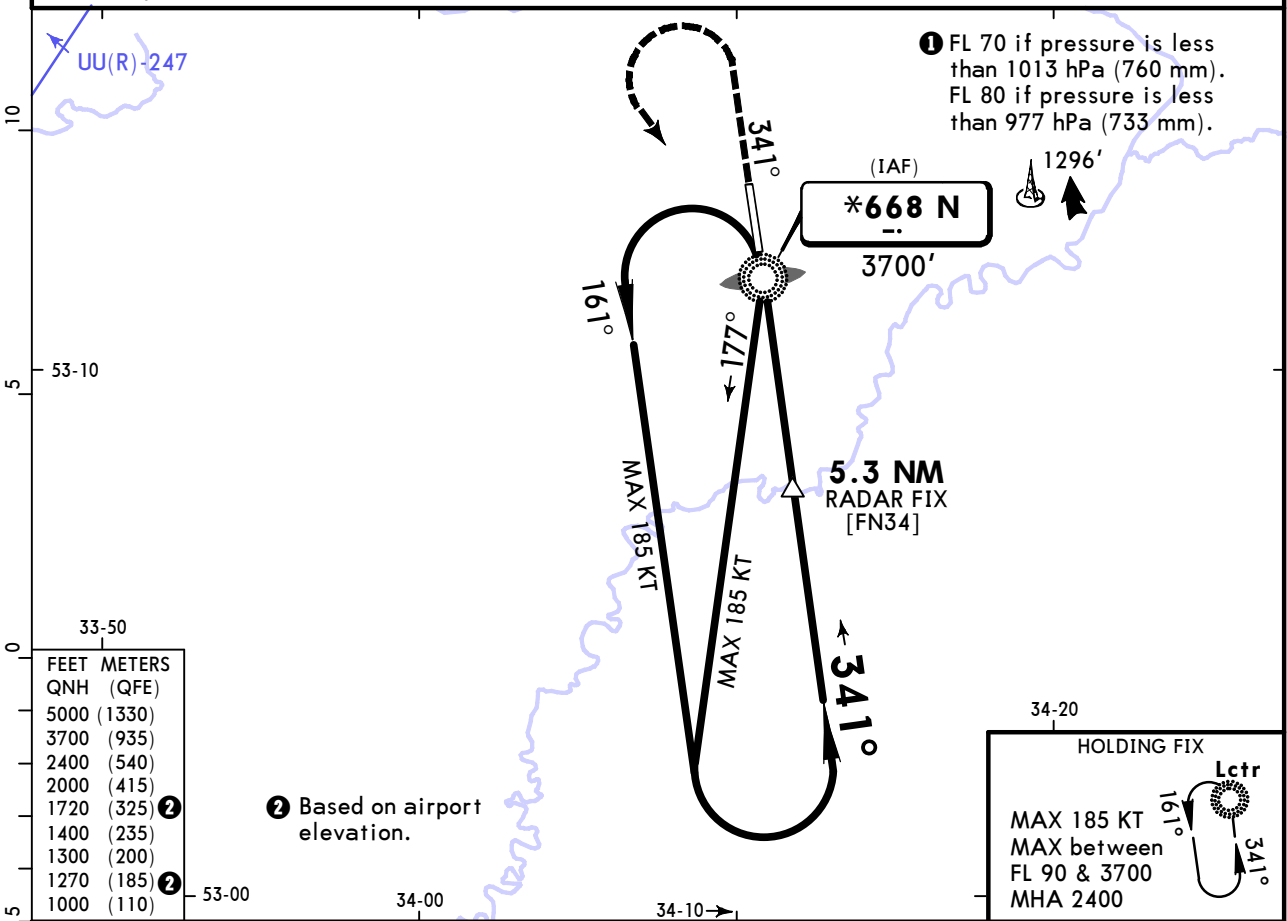 UU(R)-247
❶ FL 70 if pressure is less
than 1013 hPa (760 mm).
FL 80 if pressure is less
than 977 hPa (733 mm).
10
341°
(IAF)
*668 N
3700'
1296'
161°
177°
53-10
5
MAX 185 KT
MAX 185 KT
5.3 NM
RADAR FIX
[FN34]
341°
0
33-50
FEET METERS
QNH (QFE)
5000 (1330)
3700 (935)
2400 (540)
2000 (415)
1720 (325) ❷
1400 (235)
1300 (200)
1270 (185) ❷
1000 (110)
❷ Based on airport
elevation.
5
53-00
34-00
34-10
34-20
HOLDING FIX
Lctr
161°
341°
MAX 185 KT
MAX between
FL 90 & 3700
MHA 2400